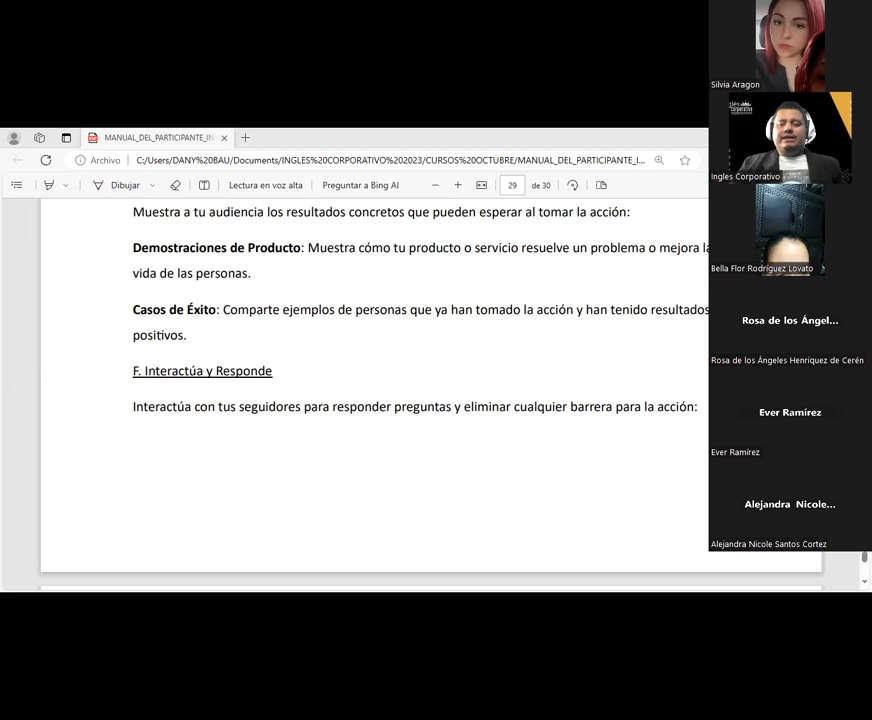 Silvia Aragon
Ingles Corporativo
Bella Flor Rodríguez Lovato
Rosa de los Ángel...
Rosa de los Ángeles Henriquez de Cerén
Ever Ramírez
Ever Ramírez
Alejandra Nicole...
Alejandra Nicole Santos Cortez
MANUAL_DEL_PARTICIPANTE_IN
Archivo C:/Users/DANY%20BAU/Documents/INGLES%20CORPORATIVO%202023/CURSOS%20OCTUBRE/MANUAL_DEL_PARTICIPANTE_I...
Dibujar Lectura en voz alta Preguntar a Bing AI 29 de 30
Muestra a tu audiencia los resultados concretos que pueden esperar al tomar la acción:
Demostraciones de Producto: Muestra cómo tu producto o servicio resuelve un problema o mejora la
vida de las personas.
Casos de Éxito: Comparte ejemplos de personas que ya han tomado la acción y han tenido resultados
positivos.
F. Interactúa y Responde
Interactúa con tus seguidores para responder preguntas y eliminar cualquier barrera para la acción: